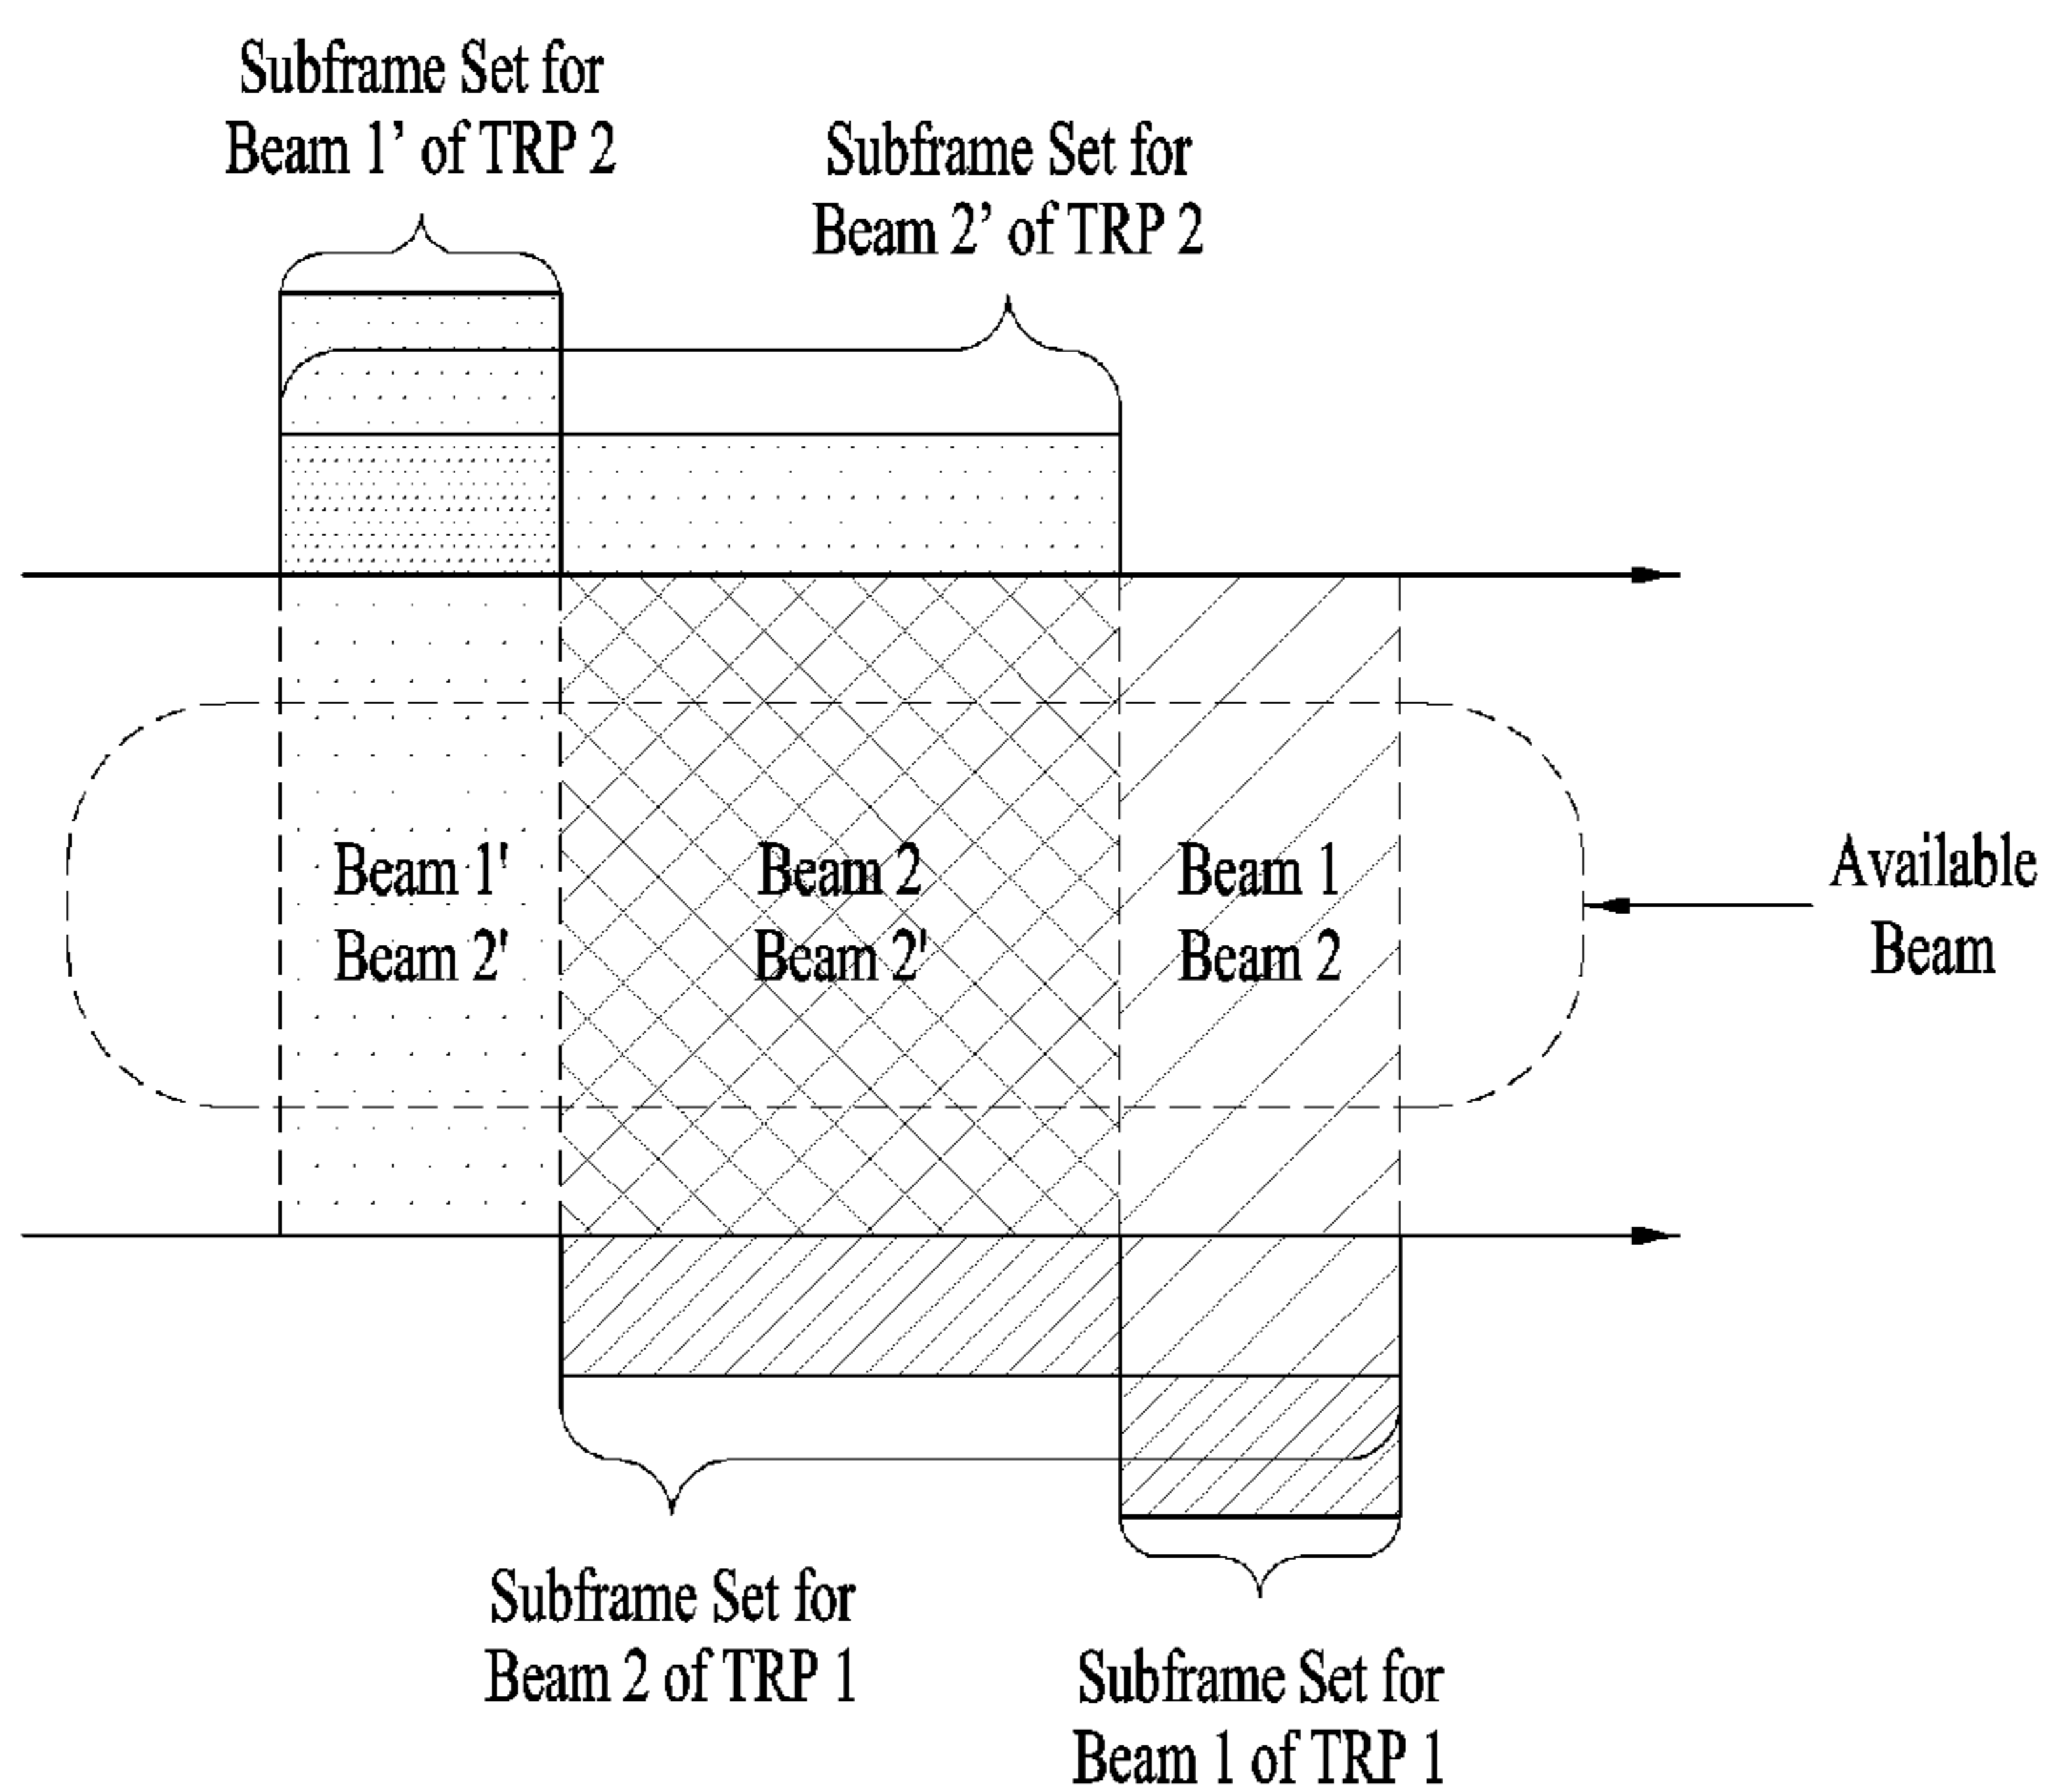 Subframe Set for
Beam 1’ of TRP 2
Subframe Set for
Beam 2’ of TRP 2
Beam 1'
Beam 2'
Beam 2
Beam 2'
Beam 1
Beam 2
Available
Beam
Subframe Set for
Beam 2 of TRP 1
Subframe Set for
Beam 1 of TRP 1